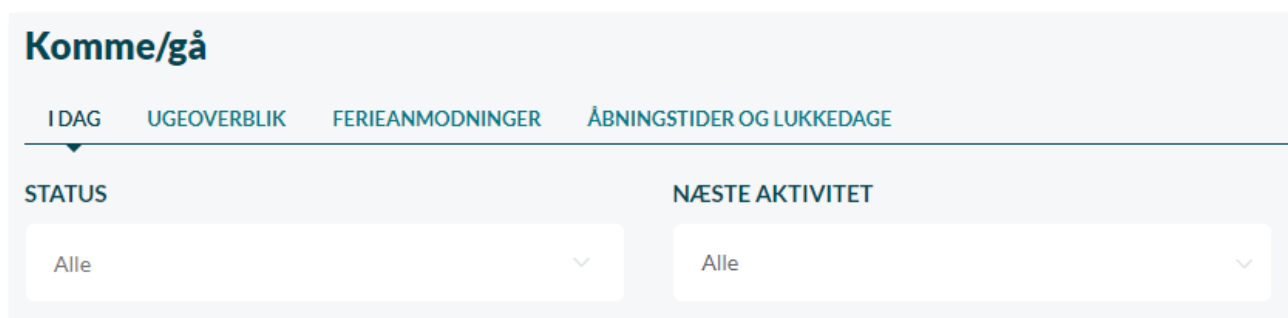 Komme/gå
I DAG UGEOVERBLIK FERIEANMODNINGER ÅBNINGSTIDER OG LUKKEDAGE
STATUS NÆSTE AKTIVITET
Alle Alle